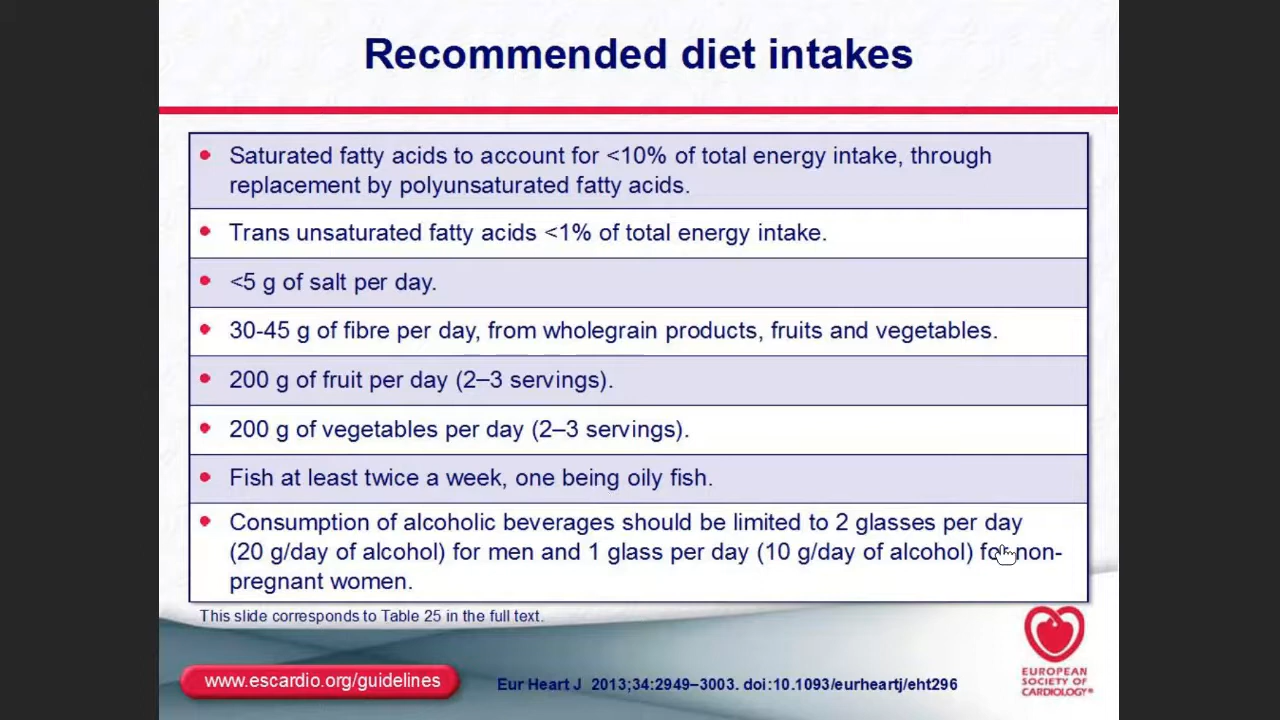 Recommended diet intakes
• Saturated fatty acids to account for <10% of total energy intake, through
replacement by polyunsaturated fatty acids.
• Trans unsaturated fatty acids <1% of total energy intake.
• <5 g of salt per day.
• 30-45 g of fibre per day, from wholegrain products, fruits and vegetables.
• 200 g of fruit per day (2–3 servings).
• 200 g of vegetables per day (2–3 servings).
• Fish at least twice a week, one being oily fish.
• Consumption of alcoholic beverages should be limited to 2 glasses per day
(20 g/day of alcohol) for men and 1 glass per day (10 g/day of alcohol) for non-
pregnant women.
This slide corresponds to Table 25 in the full text.
www.escardio.org/guidelines
Eur Heart J 2013;34:2949–3003. doi:10.1093/eurheartj/eht296
EUROPEAN
SOCIETY OF
CARDIOLOGY®